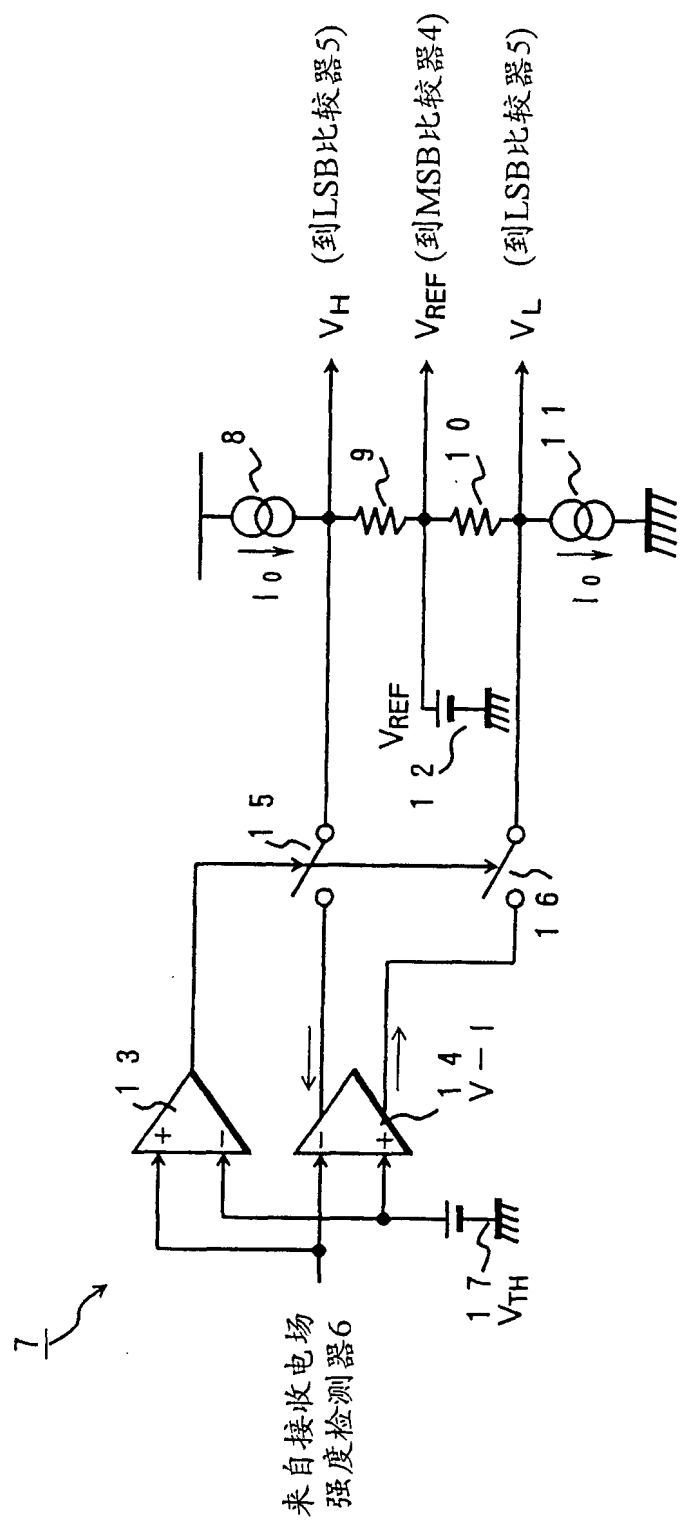 7
来自接收电场
强度检测器6
13
+
−
−
+
14
V−I
17
VTH
15
16
VREF
12
8
I0
9
10
11
I0
VH (到LSB比较器5)
VREF (到MSB比较器4)
VL (到LSB比较器5)